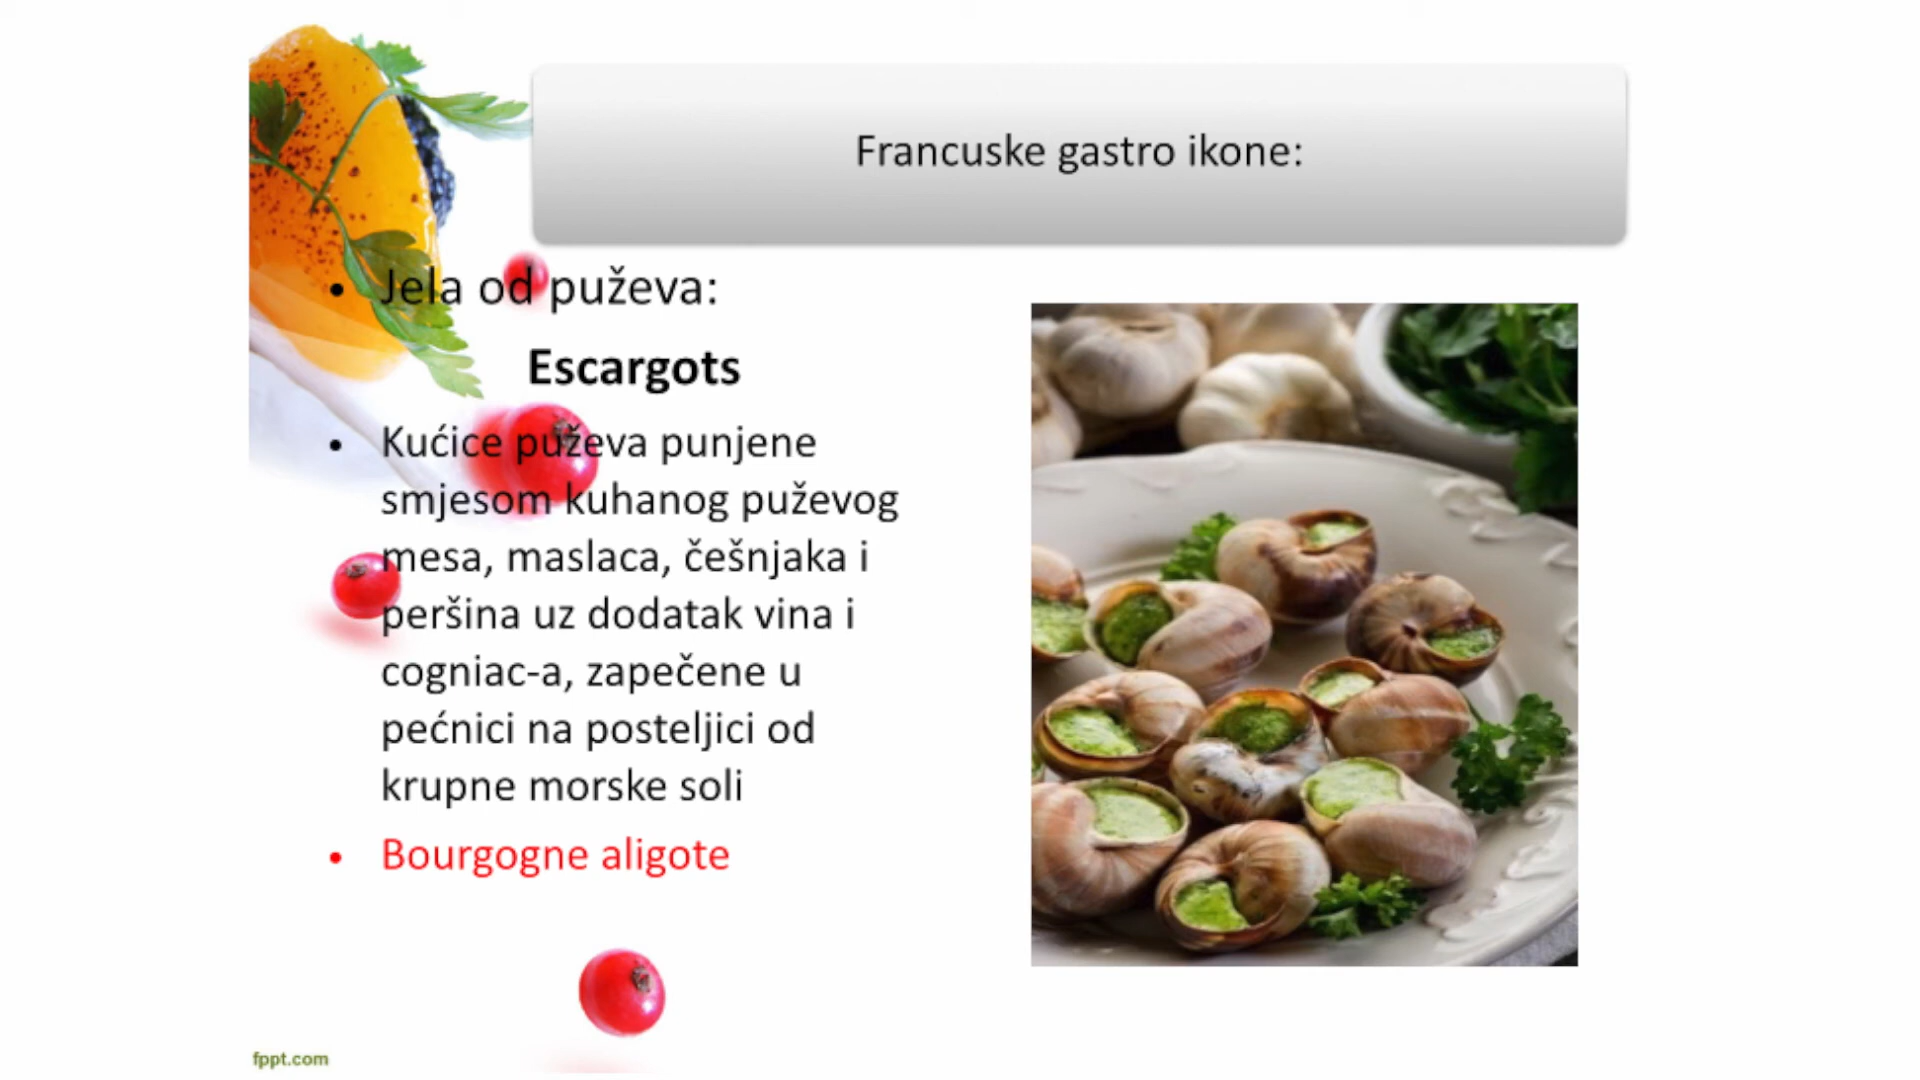 Francuske gastro ikone:
• Jela od puževa:
Escargots
• Kućice puževa punjene
smjesom kuhanog puževog
mesa, maslaca, češnjaka i
peršina uz dodatak vina i
cogniac-a, zapečene u
pećnici na posteljici od
krupne morske soli
• Bourgogne aligote
fppt.com